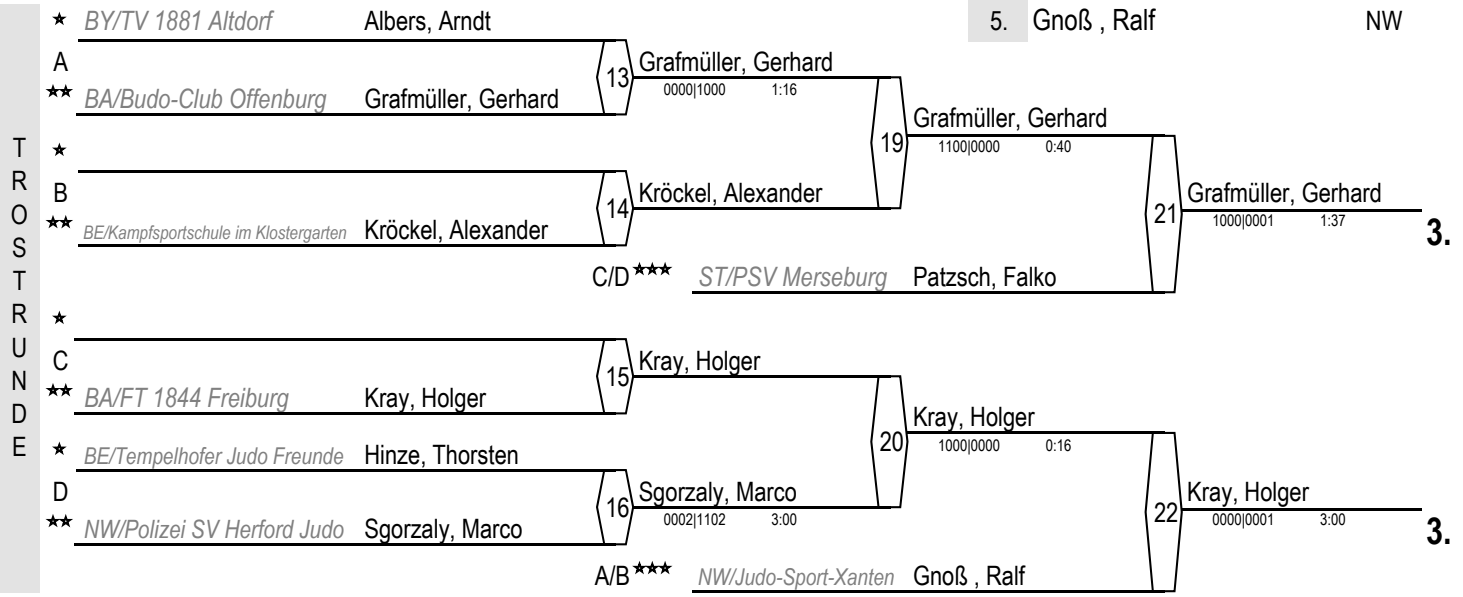 TROSTRUNDE
★ BY/TV 1881 Altdorf Albers, Arndt
5. Gnoß , Ralf NW
A
13 Grafmüller, Gerhard
0000|1000 1:16
★★ BA/Budo-Club Offenburg Grafmüller, Gerhard
19 Grafmüller, Gerhard
1100|0000 0:40
★
B
14 Kröckel, Alexander
★★ BE/Kampfsportschule im Klostergarten Kröckel, Alexander
21 Grafmüller, Gerhard
1000|0001 1:37
3.
C/D ★★★ ST/PSV Merseburg Patzsch, Falko
★
C
15 Kray, Holger
★★ BA/FT 1844 Freiburg Kray, Holger
20 Kray, Holger
1000|0000 0:16
★ BE/Tempelhofer Judo Freunde Hinze, Thorsten
D
16 Sgorzaly, Marco
0002|1102 3:00
★★ NW/Polizei SV Herford Judo Sgorzaly, Marco
22 Kray, Holger
0000|0001 3:00
3.
A/B ★★★ NW/Judo-Sport-Xanten Gnoß , Ralf